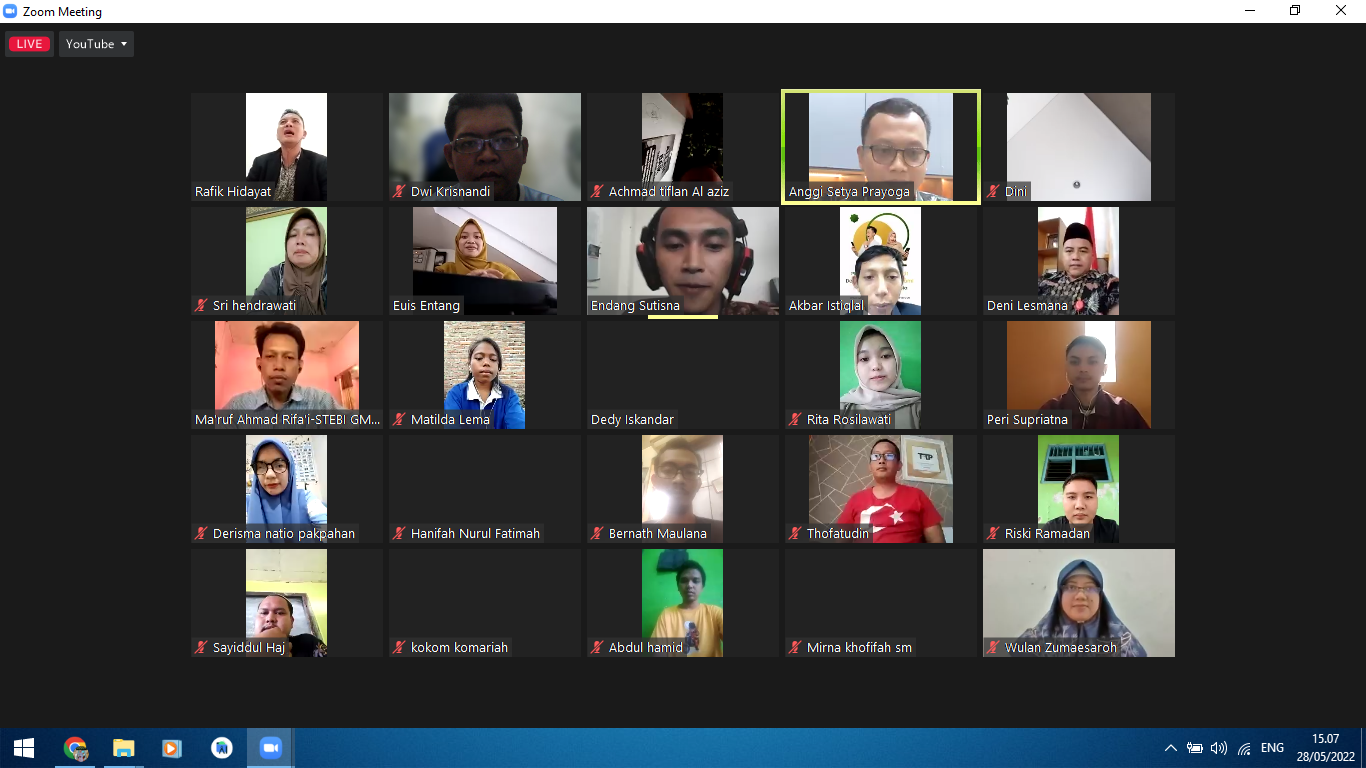 Zoom Meeting
LIVE
YouTube
Rafik Hidayat
Dwi Krisnandi
Achmad tiflan Al aziz
Anggi Setya Prayoga
Dini
Sri hendrawati
Euis Entang
Endang Sutisna
Akbar Istiqlal
Deni Lesmana
Ma'ruf Ahmad Rifa'i-STEBI GM...
Matilda Lema
Dedy Iskandar
Rita Rosilawati
Peri Supriatna
TTP
Derisma natio pakpahan
Hanifah Nurul Fatimah
Bernath Maulana
Thofatudin
Riski Ramadan
Sayiddul Haj
kokom komariah
Abdul hamid
Mirna khofifah sm
Wulan Zumaesaroh
ENG
15.07
28/05/2022